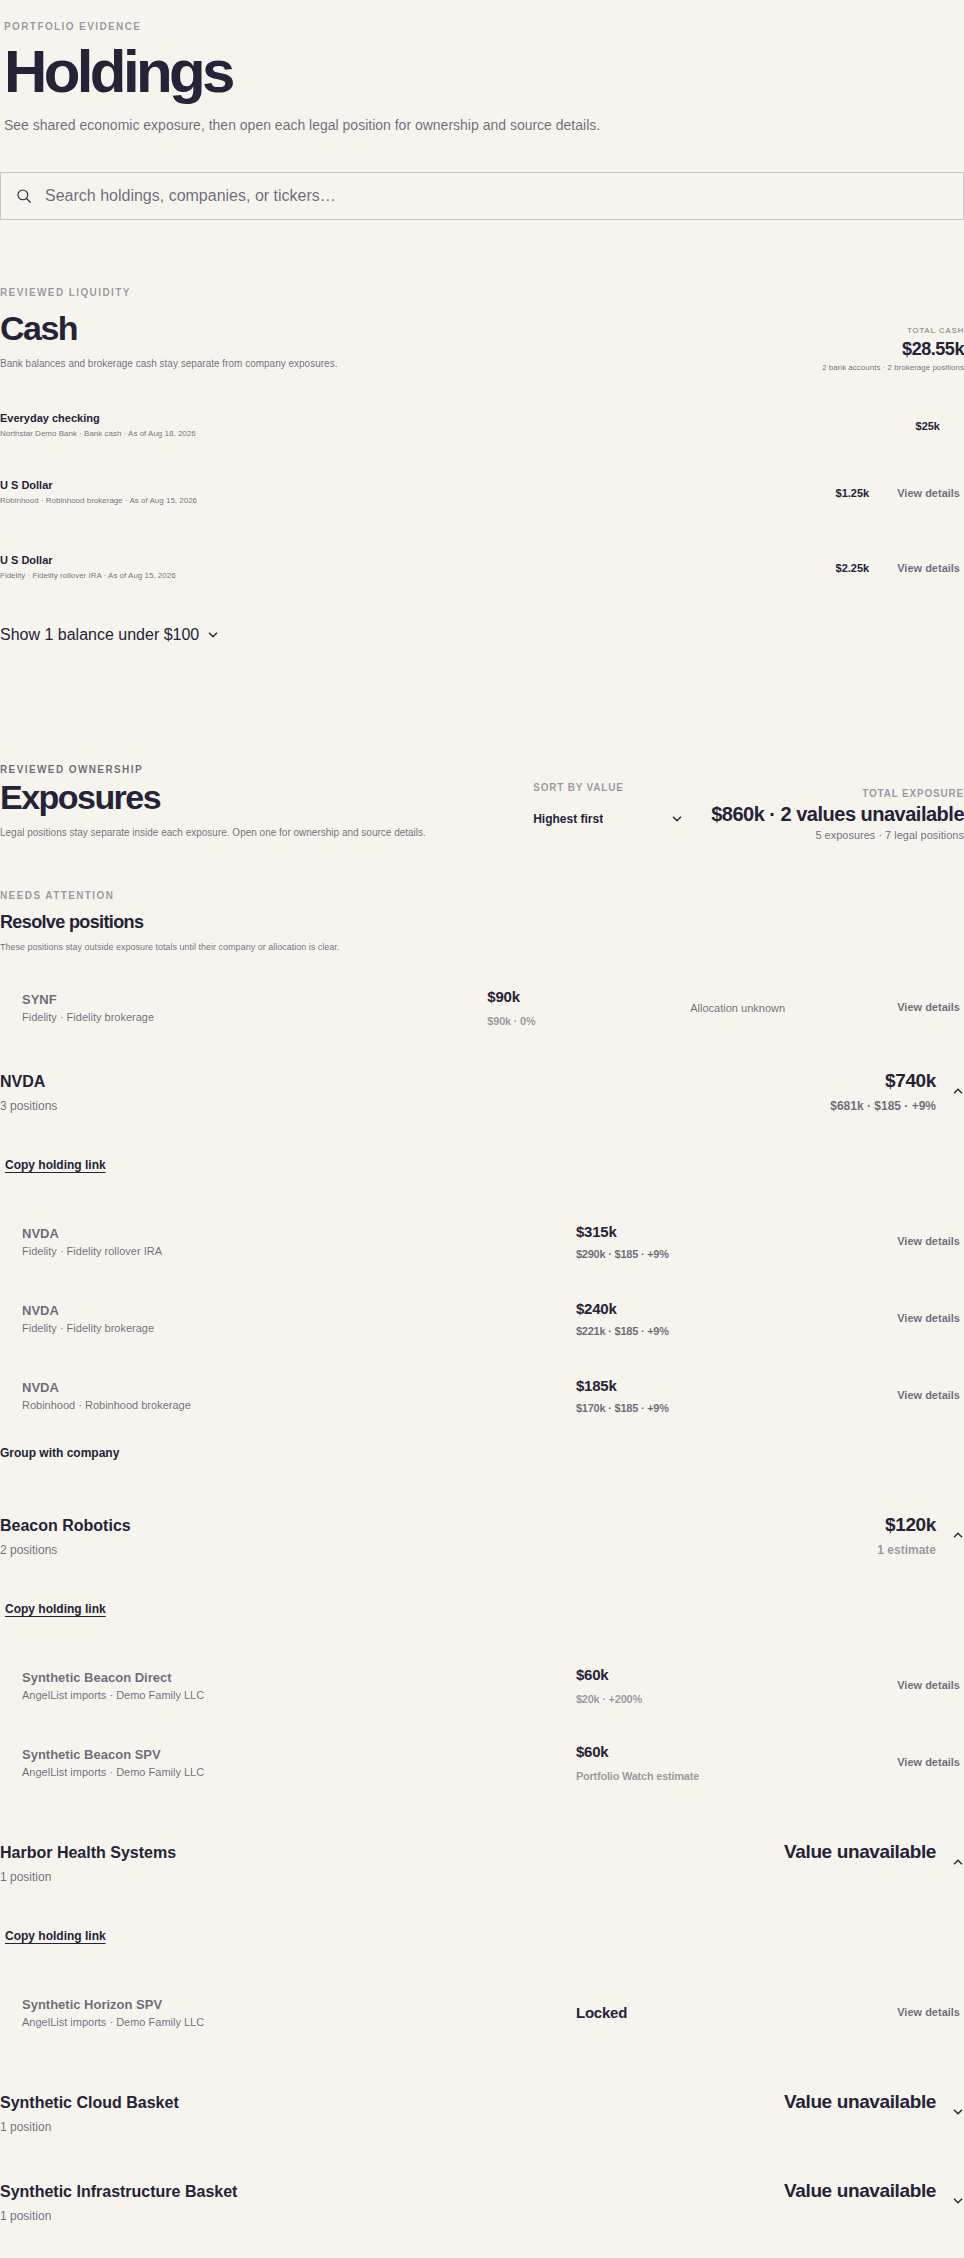 PORTFOLIO EVIDENCE
Holdings
See shared economic exposure, then open each legal position for ownership and source details.
Search holdings, companies, or tickers…
REVIEWED LIQUIDITY
Cash
Bank balances and brokerage cash stay separate from company exposures.
TOTAL CASH
$28.55k
2 bank accounts · 2 brokerage positions
Everyday checking
Northstar Demo Bank · Bank cash · As of Aug 18, 2026
$25k
U S Dollar
Robinhood · Robinhood brokerage · As of Aug 15, 2026
$1.25k View details
U S Dollar
Fidelity · Fidelity rollover IRA · As of Aug 15, 2026
$2.25k View details
Show 1 balance under $100
REVIEWED OWNERSHIP
Exposures
Legal positions stay separate inside each exposure. Open one for ownership and source details.
SORT BY VALUE
Highest first
TOTAL EXPOSURE
$860k · 2 values unavailable
5 exposures · 7 legal positions
NEEDS ATTENTION
Resolve positions
These positions stay outside exposure totals until their company or allocation is clear.
SYNF
Fidelity · Fidelity brokerage
$90k
$90k · 0%
Allocation unknown
View details
NVDA
3 positions
$740k
$681k · $185 · +9%
Copy holding link
NVDA
Fidelity · Fidelity rollover IRA
$315k
$290k · $185 · +9%
View details
NVDA
Fidelity · Fidelity brokerage
$240k
$221k · $185 · +9%
View details
NVDA
Robinhood · Robinhood brokerage
$185k
$170k · $185 · +9%
View details
Group with company
Beacon Robotics
2 positions
$120k
1 estimate
Copy holding link
Synthetic Beacon Direct
AngelList imports · Demo Family LLC
$60k
$20k · +200%
View details
Synthetic Beacon SPV
AngelList imports · Demo Family LLC
$60k
Portfolio Watch estimate
View details
Harbor Health Systems
1 position
Value unavailable
Copy holding link
Synthetic Horizon SPV
AngelList imports · Demo Family LLC
Locked
View details
Synthetic Cloud Basket
1 position
Value unavailable
Synthetic Infrastructure Basket
1 position
Value unavailable